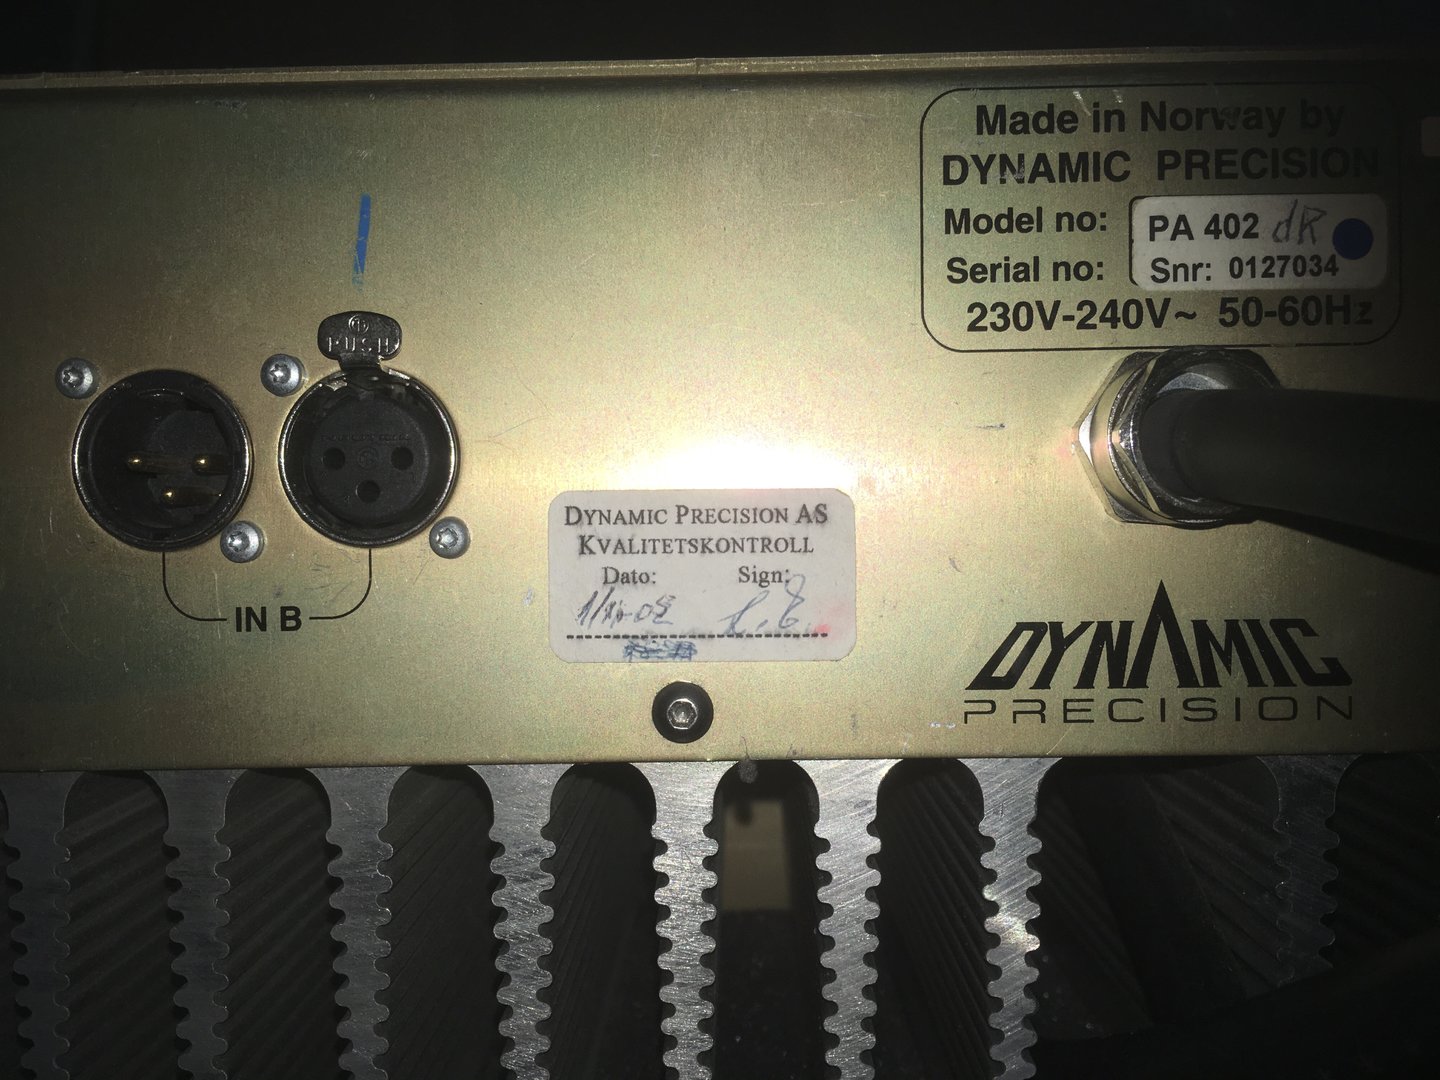 Made in Norway by
DYNAMIC PRECISION
Model no: PA 402 dR
Serial no: Snr: 0127034
230V-240V~ 50-60Hz
PUSH
IN B
DYNAMIC PRECISION AS
KVALITETSKONTROLL
Dato: Sign:
DYNAMIC
PRECISION